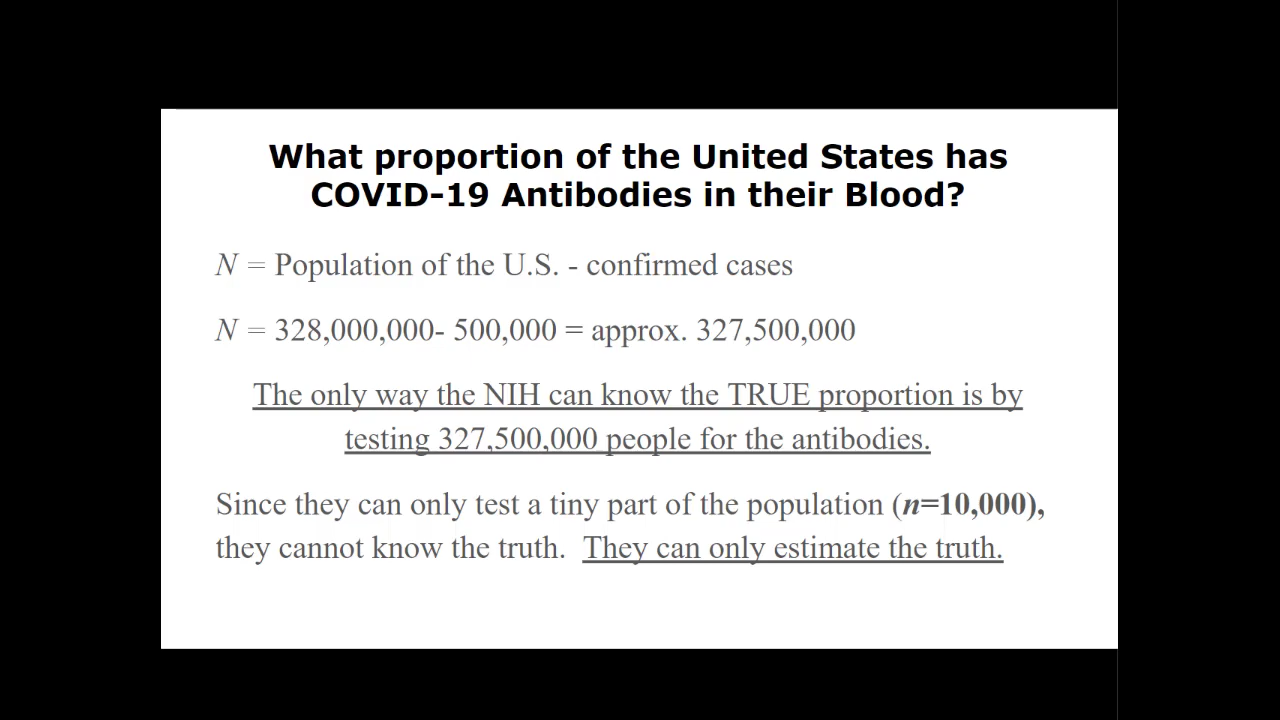 What proportion of the United States has
COVID-19 Antibodies in their Blood?
N = Population of the U.S. - confirmed cases
N = 328,000,000- 500,000 = approx. 327,500,000
The only way the NIH can know the TRUE proportion is by
testing 327,500,000 people for the antibodies.
Since they can only test a tiny part of the population (n=10,000),
they cannot know the truth.  They can only estimate the truth.